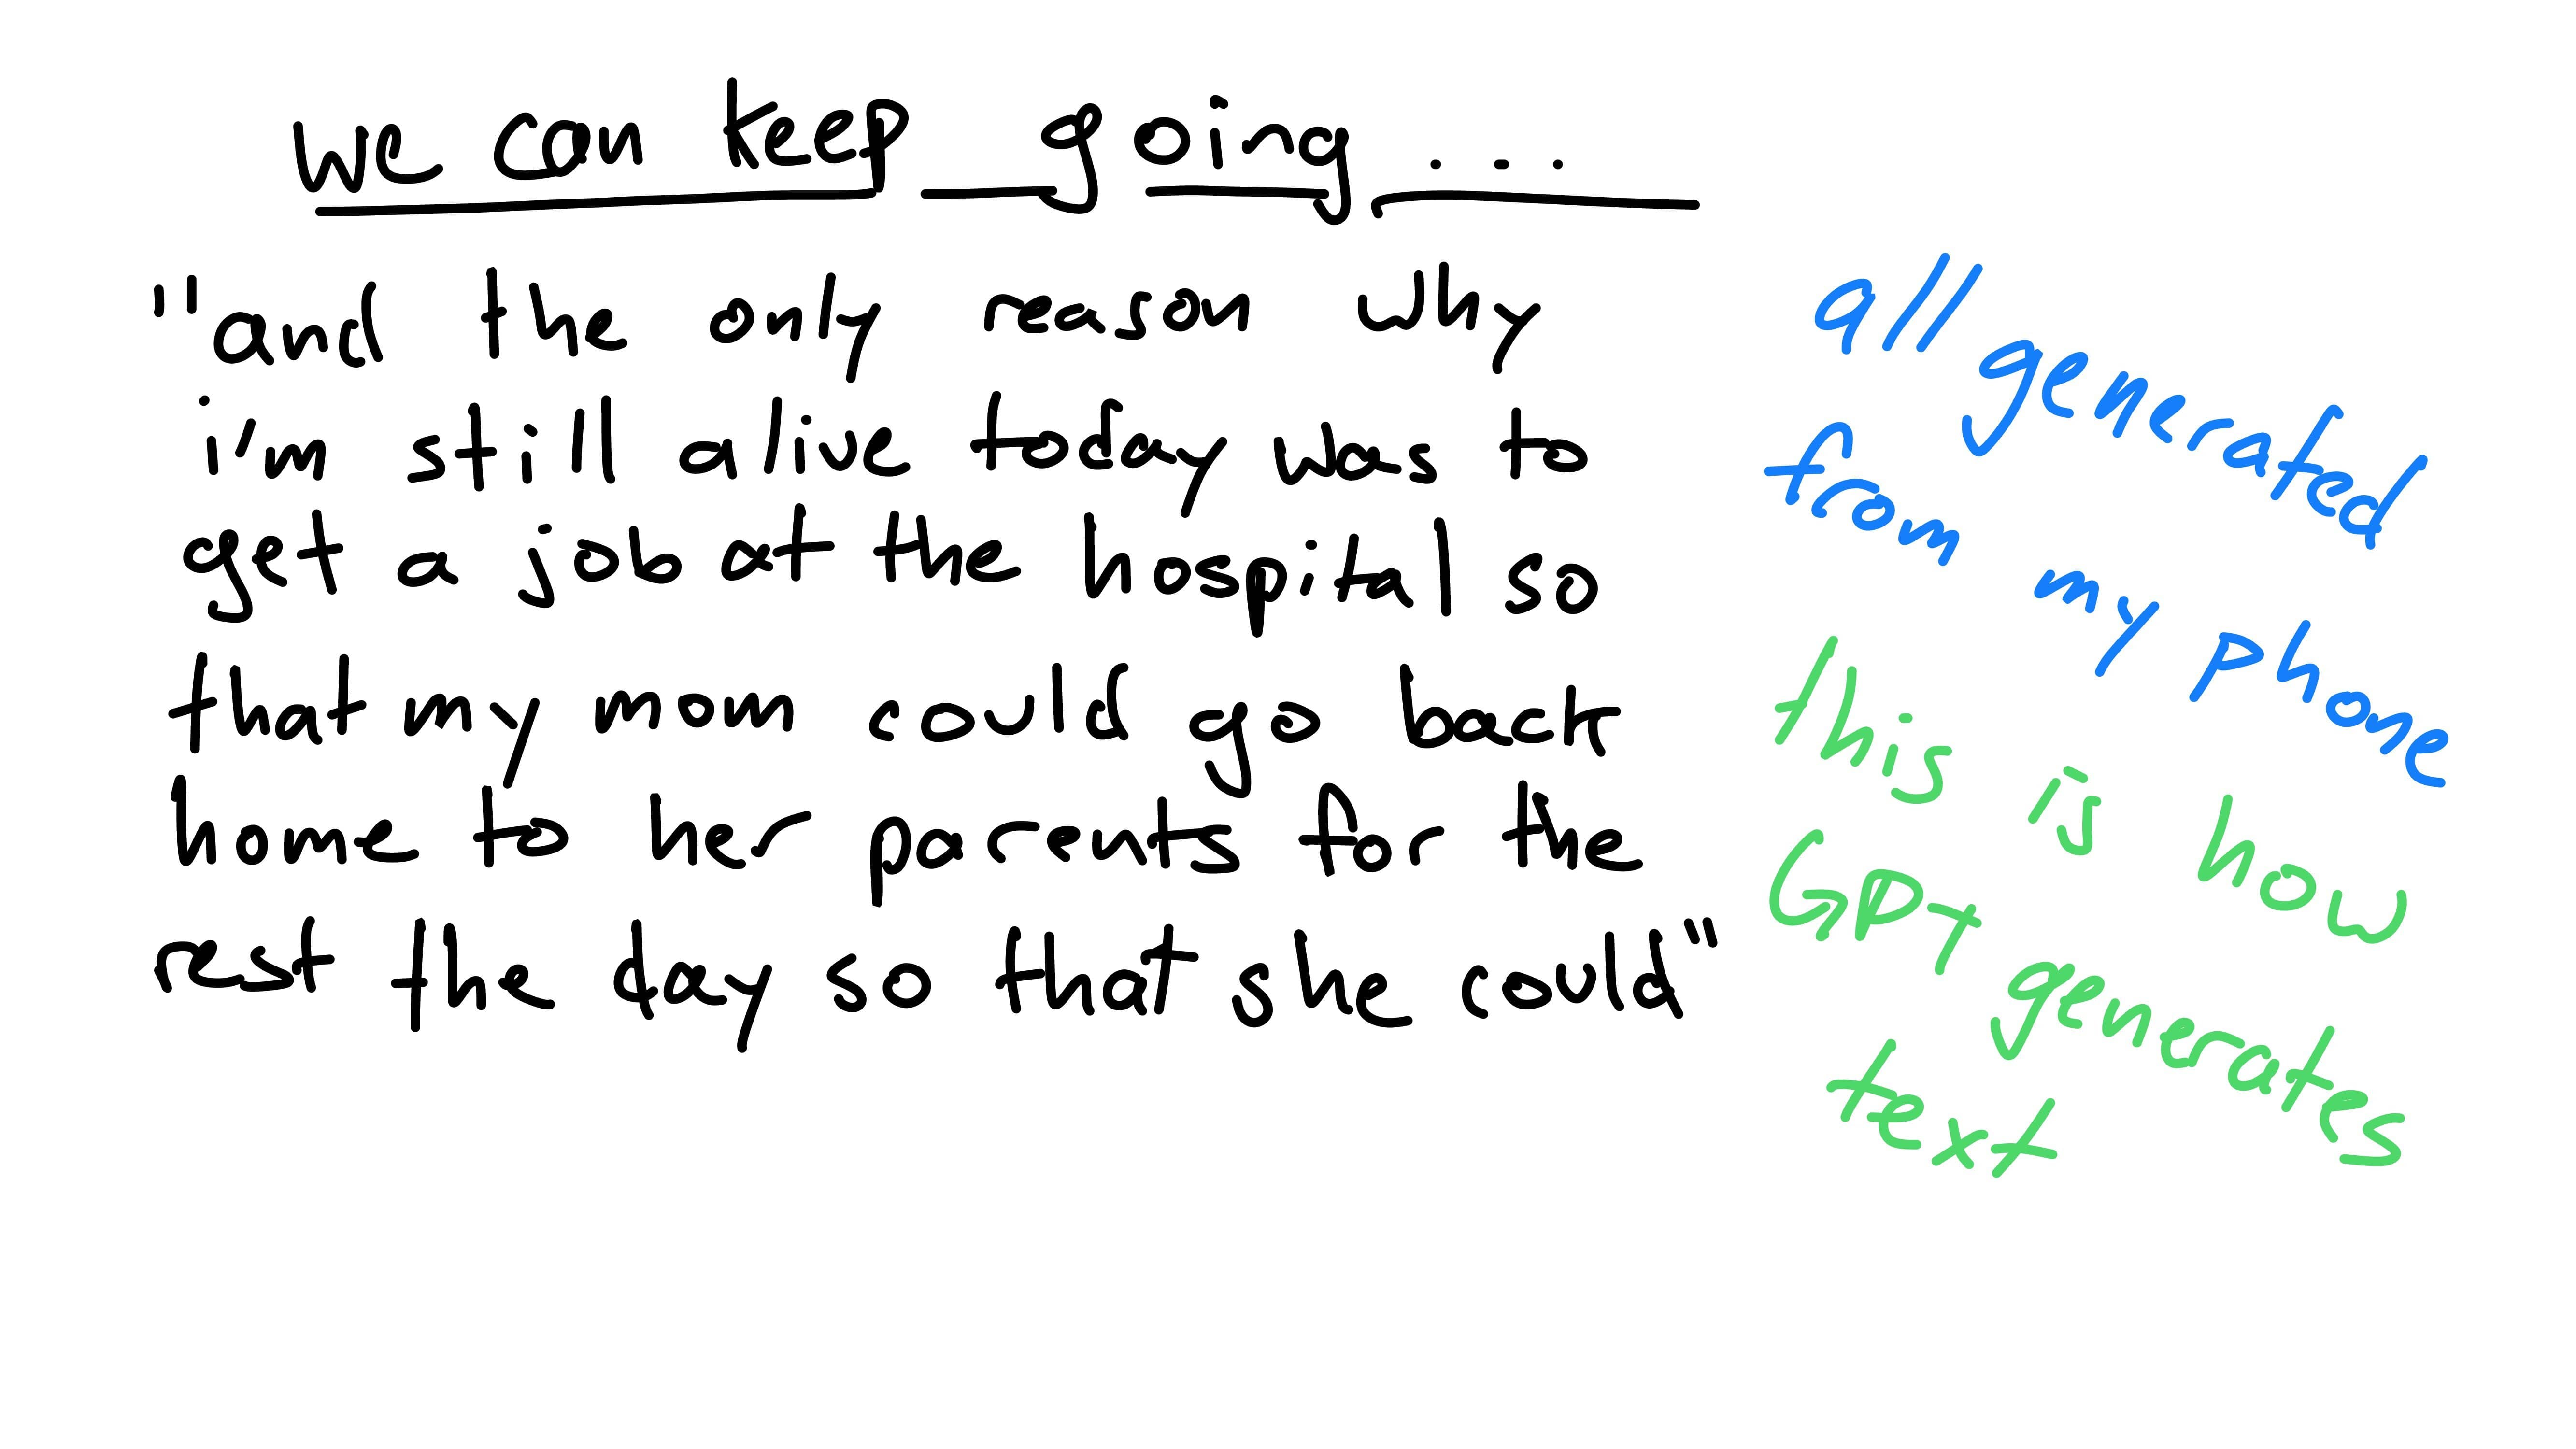 we can keep going...
"and the only reason why
i'm still alive today was to
get a job at the hospital so
that my mom could go back
home to her parents for the
rest the day so that she could"
all generated
from my phone
this is how
GPT generates
text